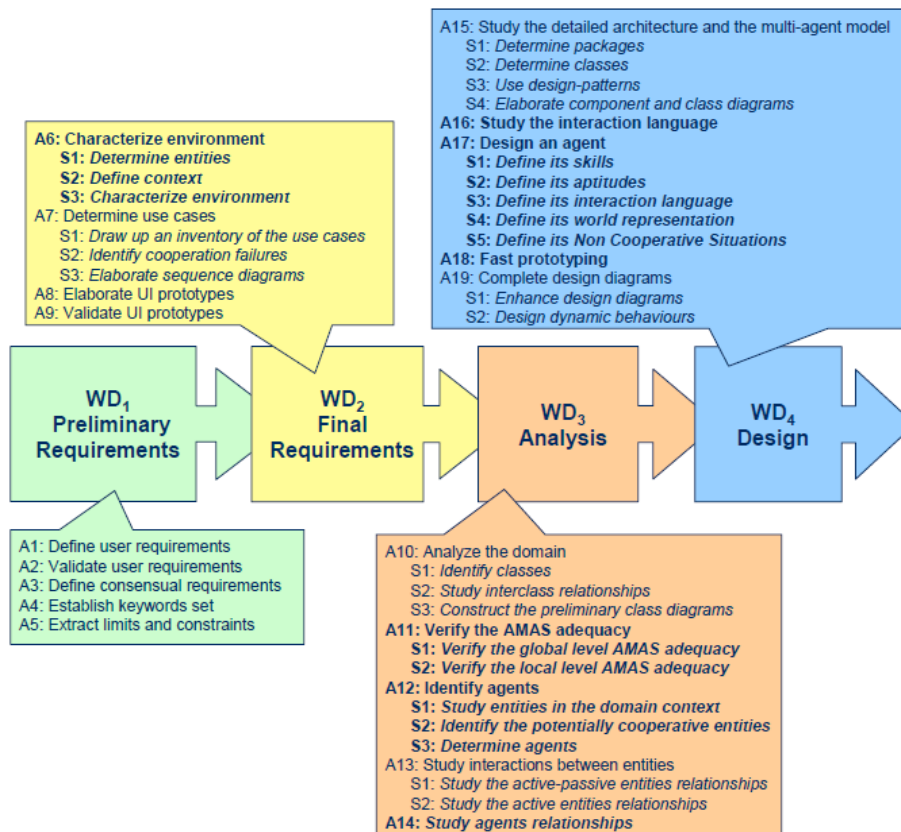 A15: Study the detailed architecture and the multi-agent model
S1: Determine packages
S2: Determine classes
S3: Use design-patterns
S4: Elaborate component and class diagrams
A16: Study the interaction language
A17: Design an agent
S1: Define its skills
S2: Define its aptitudes
S3: Define its interaction language
S4: Define its world representation
S5: Define its Non Cooperative Situations
A18: Fast prototyping
A19: Complete design diagrams
S1: Enhance design diagrams
S2: Design dynamic behaviours
A6: Characterize environment
S1: Determine entities
S2: Define context
S3: Characterize environment
A7: Determine use cases
S1: Draw up an inventory of the use cases
S2: Identify cooperation failures
S3: Elaborate sequence diagrams
A8: Elaborate UI prototypes
A9: Validate UI prototypes
WD1
Preliminary
Requirements
WD2
Final
Requirements
WD3
Analysis
WD4
Design
A1: Define user requirements
A2: Validate user requirements
A3: Define consensual requirements
A4: Establish keywords set
A5: Extract limits and constraints
A10: Analyze the domain
S1: Identify classes
S2: Study interclass relationships
S3: Construct the preliminary class diagrams
A11: Verify the AMAS adequacy
S1: Verify the global level AMAS adequacy
S2: Verify the local level AMAS adequacy
A12: Identify agents
S1: Study entities in the domain context
S2: Identify the potentially cooperative entities
S3: Determine agents
A13: Study interactions between entities
S1: Study the active-passive entities relationships
S2: Study the active entities relationships
A14: Study agents relationships